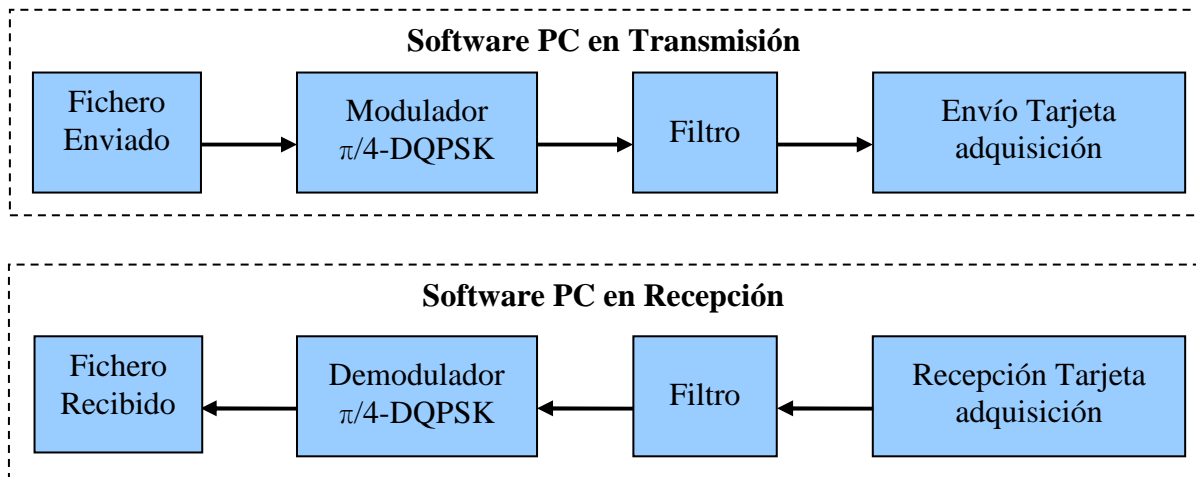 Software PC en Transmisión
Fichero
Enviado
Modulador
π/4-DQPSK
Filtro
Envío Tarjeta
adquisición
Software PC en Recepción
Fichero
Recibido
Demodulador
π/4-DQPSK
Filtro
Recepción Tarjeta
adquisición